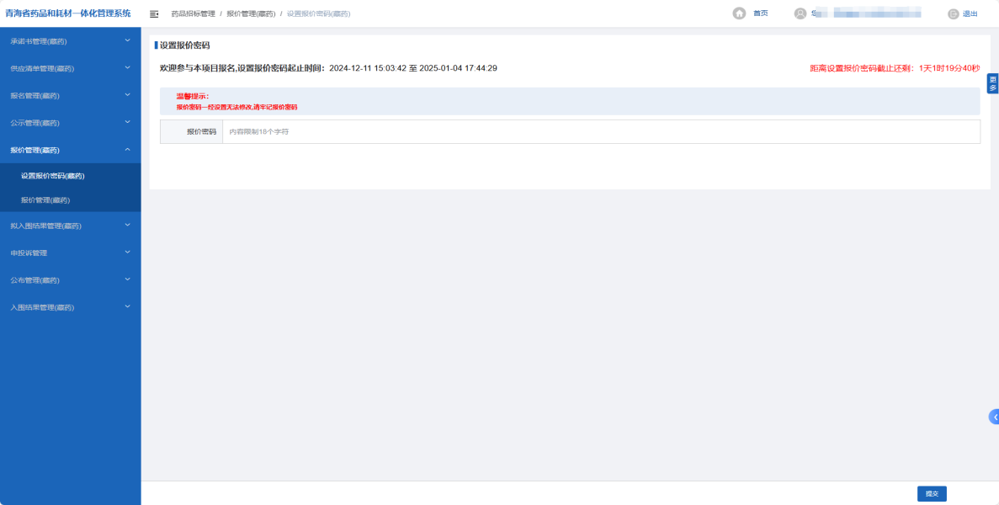 青海省药品和耗材一体化管理系统
药品招标管理 / 报价管理(藏药) / 设置报价密码(藏药)
首页
退出
承诺书管理(藏药)
供应清单管理(藏药)
报名管理(藏药)
公示管理(藏药)
报价管理(藏药)
设置报价密码(藏药)
报价管理(藏药)
拟入围结果管理(藏药)
申投诉管理
公布管理(藏药)
入围结果管理(藏药)
设置报价密码
欢迎参与本项目报名,设置报价密码起止时间：2024-12-11 15:03:42 至 2025-01-04 17:44:29
距离设置报价密码截止还剩：1天1时19分40秒
更多
温馨提示：
报价密码一经设置无法修改,请牢记报价密码
报价密码
内容限制18个字符
提交